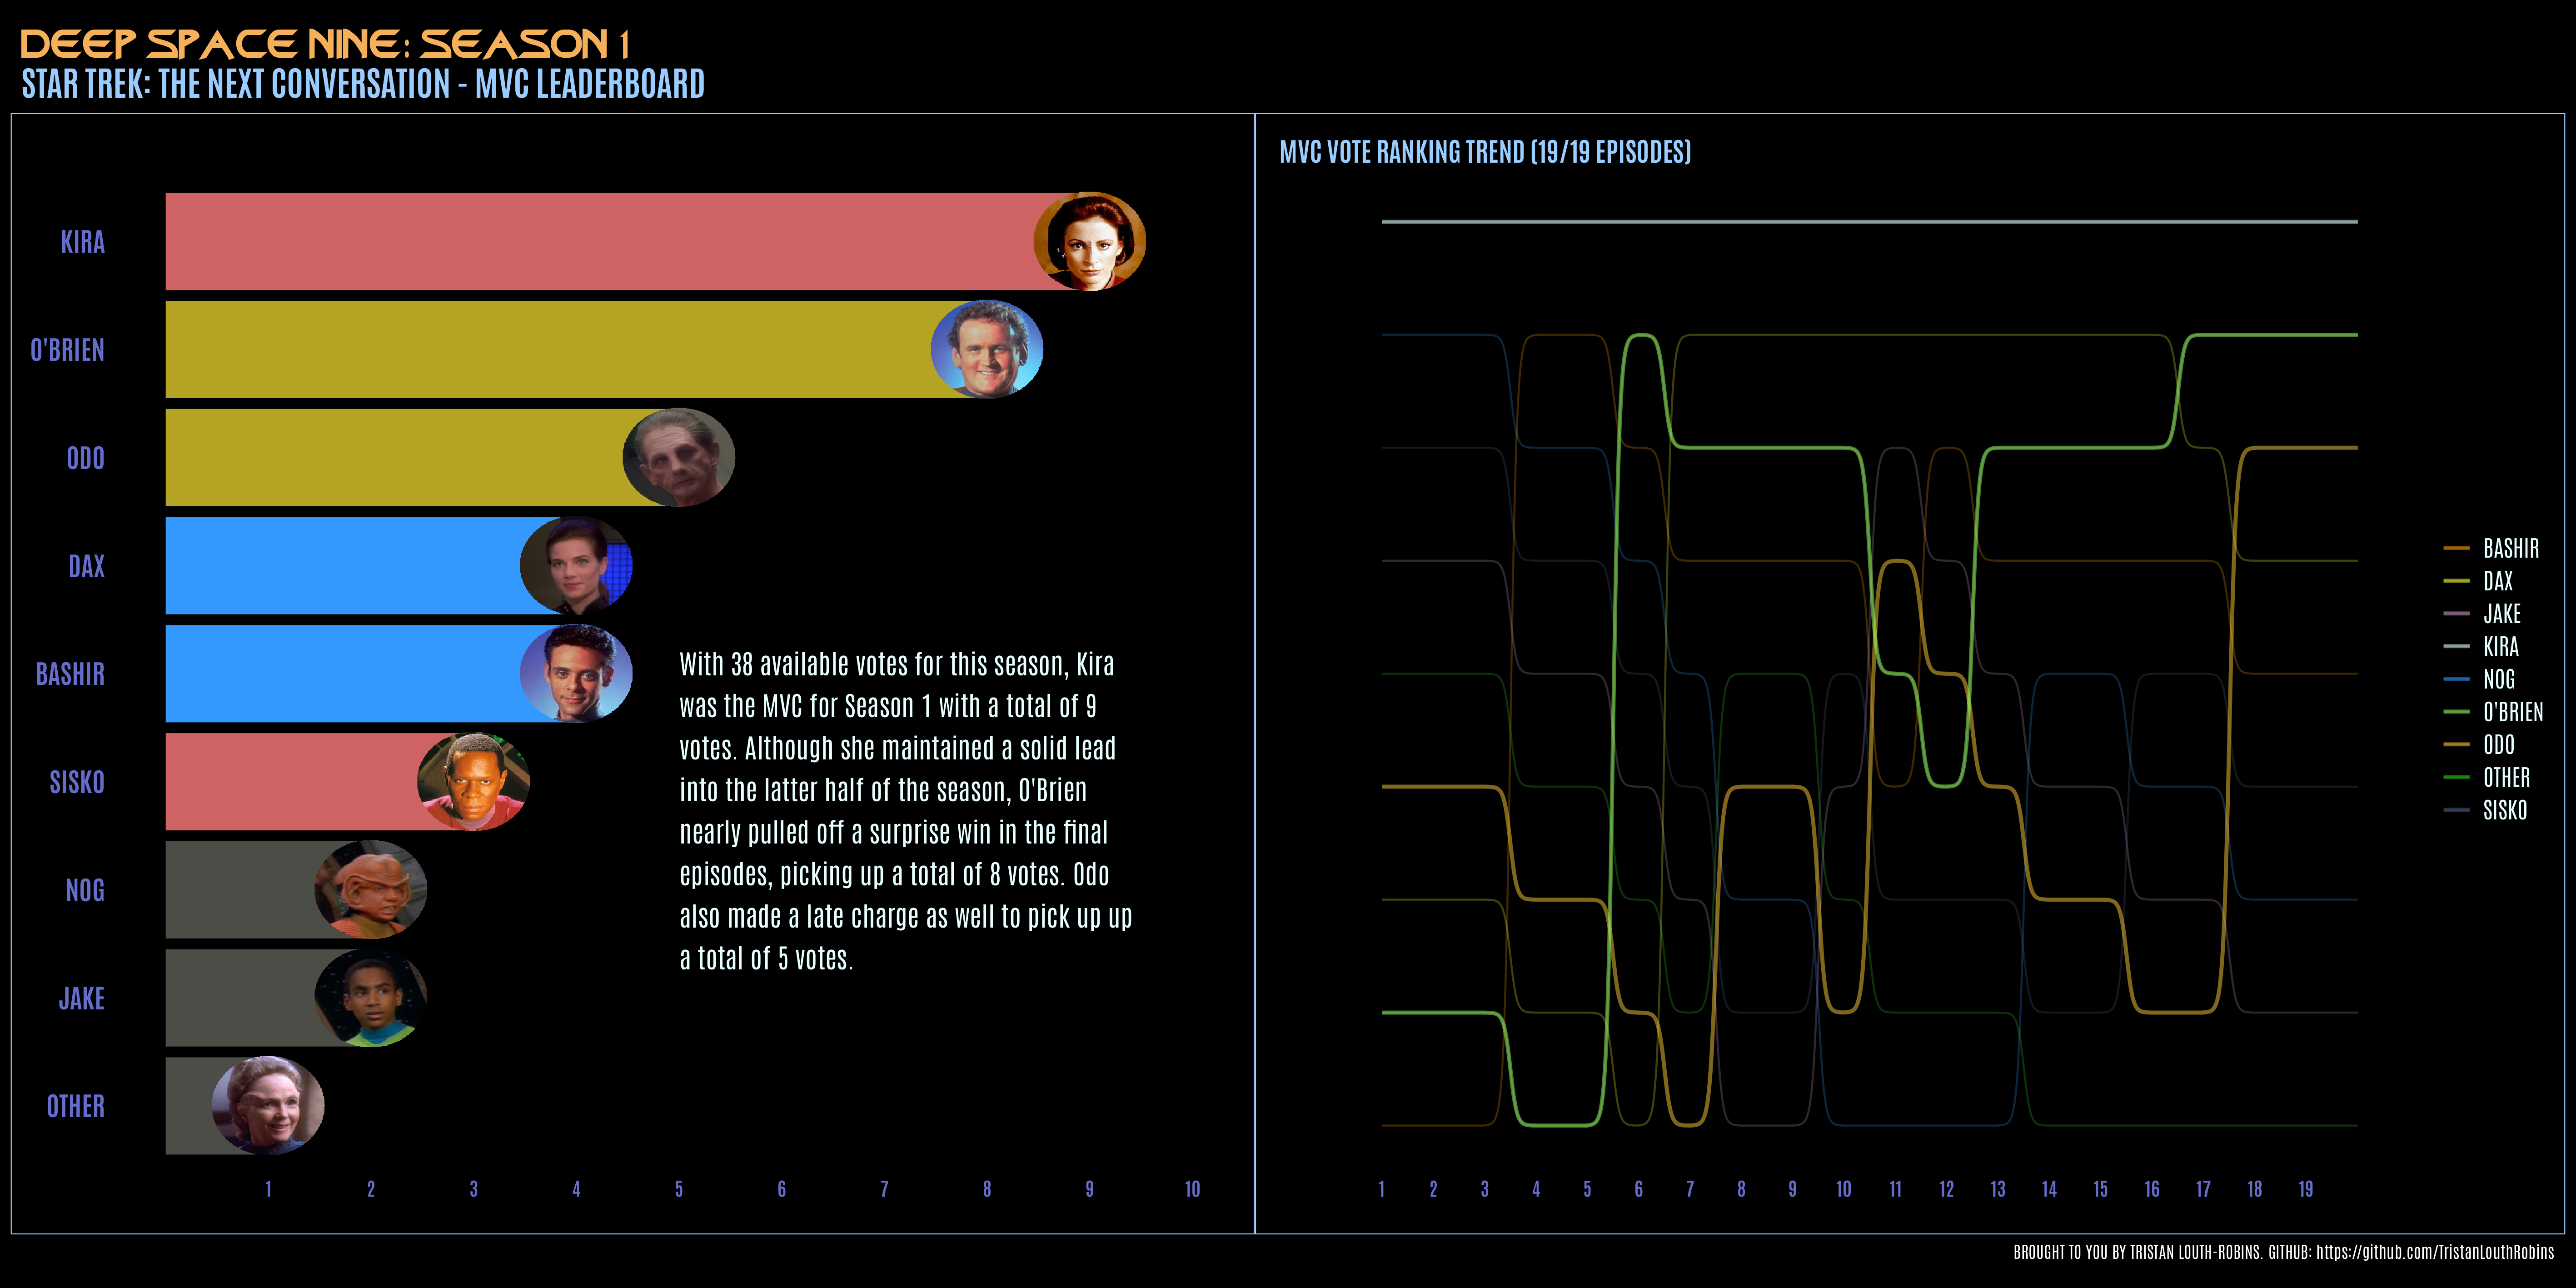 DEEP SPACE NINE: SEASON 1
STAR TREK: THE NEXT CONVERSATION - MVC LEADERBOARD
KIRA
O'BRIEN
ODO
DAX
BASHIR
SISKO
NOG
JAKE
OTHER
With 38 available votes for this season, Kira
was the MVC for Season 1 with a total of 9
votes. Although she maintained a solid lead
into the latter half of the season, O'Brien
nearly pulled off a surprise win in the final
episodes, picking up a total of 8 votes. Odo
also made a late charge as well to pick up up
a total of 5 votes.
1 2 3 4 5 6 7 8 9 10
MVC VOTE RANKING TREND (19/19 EPISODES)
BASHIR
DAX
JAKE
KIRA
NOG
O'BRIEN
ODO
OTHER
SISKO
1 2 3 4 5 6 7 8 9 10 11 12 13 14 15 16 17 18 19
BROUGHT TO YOU BY TRISTAN LOUTH-ROBINS. GITHUB: https://github.com/TristanLouthRobins